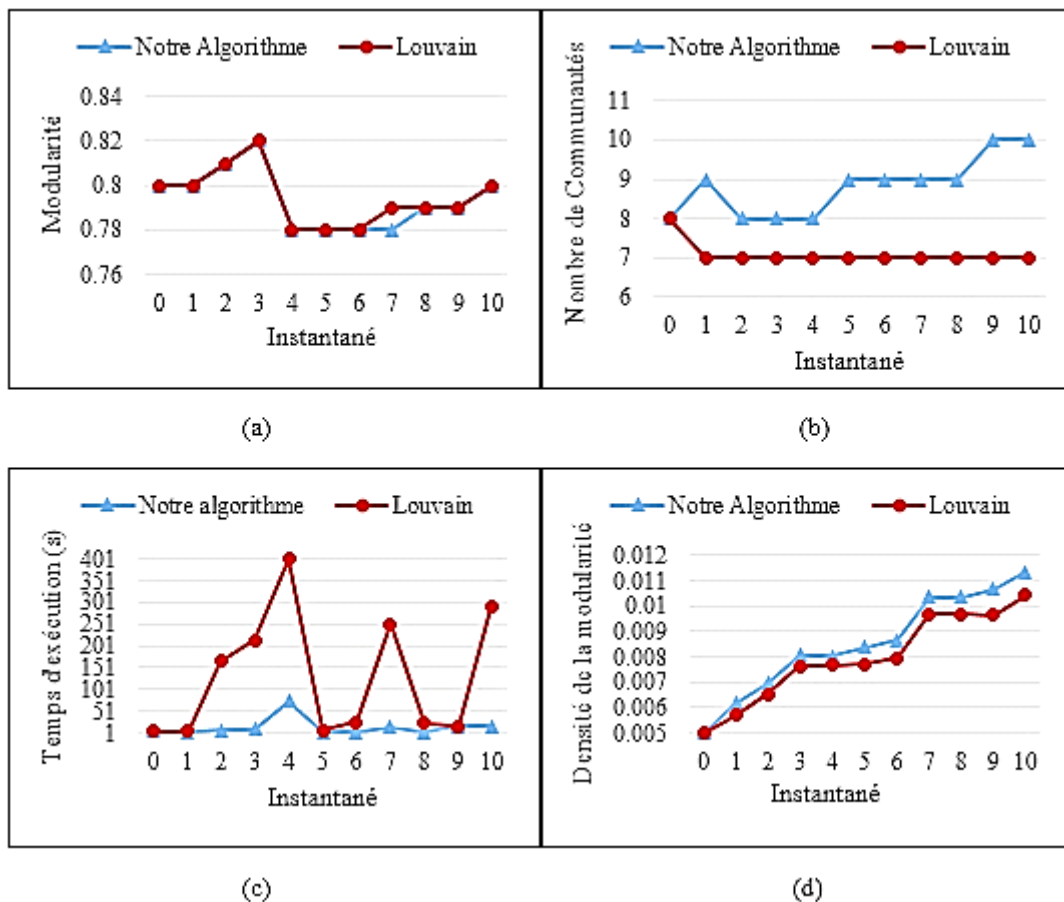 Notre Algorithme Louvain
Modularité
0.84
0.82
0.8
0.78
0.76
0 1 2 3 4 5 6 7 8 9 10
Instantané
(a)
Notre Algorithme Louvain
Nombre de Communautés
11
10
9
8
7
6
0 1 2 3 4 5 6 7 8 9 10
Instantané
(b)
Notre algorithme Louvain
Temps d'exécution (s)
401
351
301
251
201
151
101
51
1
0 1 2 3 4 5 6 7 8 9 10
Instantané
(c)
Notre Algorithme Louvain
Densité de la modularité
0.012
0.011
0.01
0.009
0.008
0.007
0.006
0.005
0 1 2 3 4 5 6 7 8 9 10
Instantané
(d)